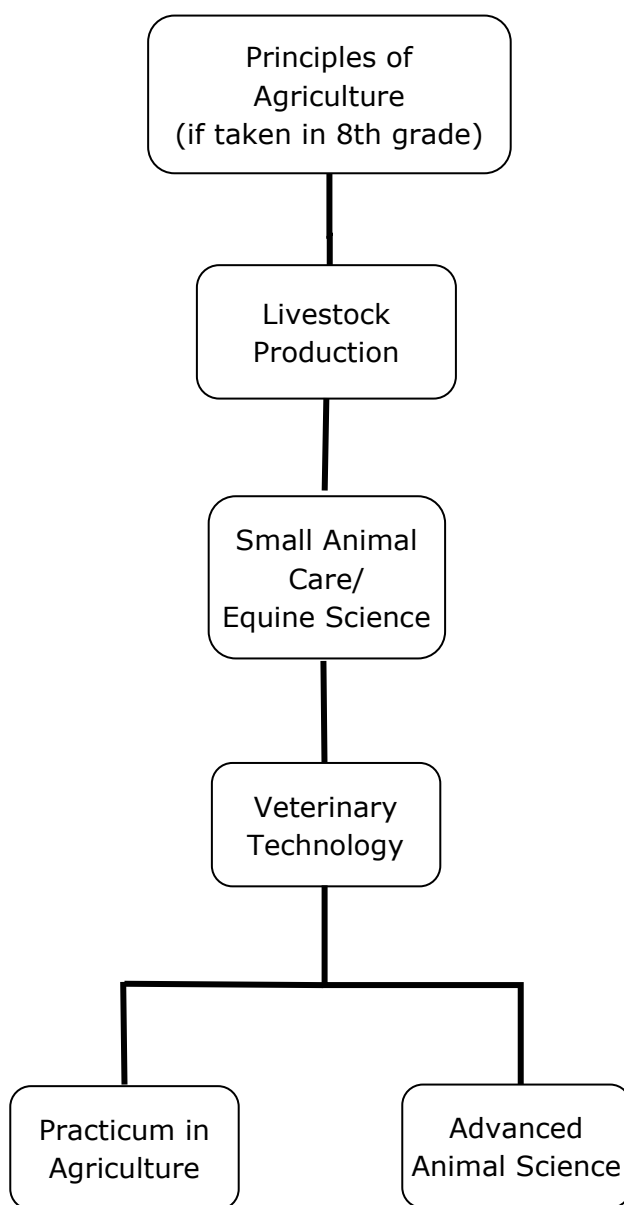 Principles of
Agriculture
(if taken in 8th grade)
Livestock
Production
Small Animal
Care/
Equine Science
Veterinary
Technology
Practicum in
Agriculture
Advanced
Animal Science